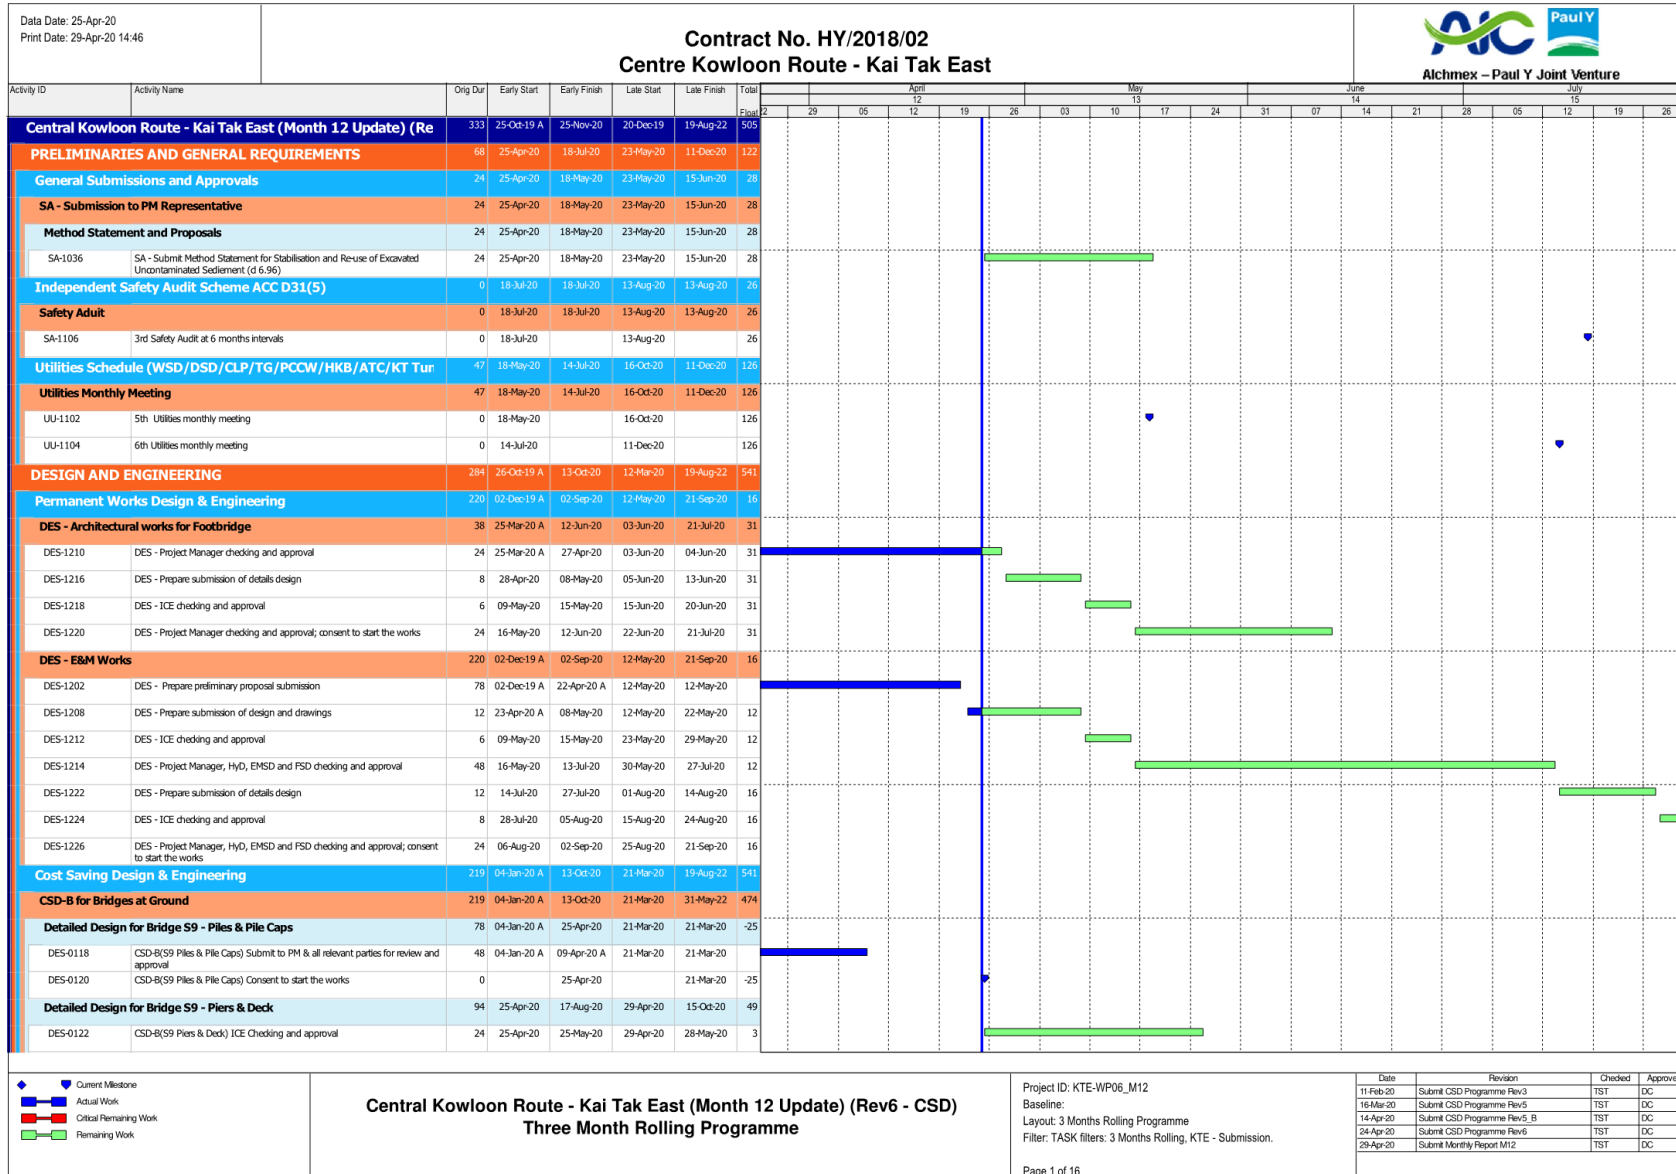 Data Date: 25-Apr-20
Print Date: 29-Apr-20 14:46
Contract No. HY/2018/02
Centre Kowloon Route - Kai Tak East
AJC
Paul Y
Alchmex – Paul Y Joint Venture
Activity ID Activity Name Orig Dur Early Start Early Finish Late Start Late Finish Total Float
April May June July
12 13 14 15
22 29 05 12 19 26 03 10 17 24 31 07 14 21 28 05 12 19 26
Central Kowloon Route - Kai Tak East (Month 12 Update) (Re 333 25-Oct-19 A 25-Nov-20 20-Dec-19 19-Aug-22 505
PRELIMINARIES AND GENERAL REQUIREMENTS 68 25-Apr-20 18-Jul-20 23-May-20 11-Dec-20 122
General Submissions and Approvals 24 25-Apr-20 18-May-20 23-May-20 15-Jun-20 28
SA - Submission to PM Representative 24 25-Apr-20 18-May-20 23-May-20 15-Jun-20 28
Method Statement and Proposals 24 25-Apr-20 18-May-20 23-May-20 15-Jun-20 28
SA-1036 SA - Submit Method Statement for Stabilisation and Re-use of Excavated 24 25-Apr-20 18-May-20 23-May-20 15-Jun-20 28
Uncontaminated Sediement (d 6.96)
Independent Safety Audit Scheme ACC D31(5) 0 18-Jul-20 18-Jul-20 13-Aug-20 13-Aug-20 26
Safety Aduit 0 18-Jul-20 18-Jul-20 13-Aug-20 13-Aug-20 26
SA-1106 3rd Safety Audit at 6 months intervals 0 18-Jul-20 13-Aug-20 26
Utilities Schedule (WSD/DSD/CLP/TG/PCCW/HKB/ATC/KT Tur 47 18-May-20 14-Jul-20 16-Oct-20 11-Dec-20 126
Utilities Monthly Meeting 47 18-May-20 14-Jul-20 16-Oct-20 11-Dec-20 126
UU-1102 5th Utilities monthly meeting 0 18-May-20 16-Oct-20 126
UU-1104 6th Utilities monthly meeting 0 14-Jul-20 11-Dec-20 126
DESIGN AND ENGINEERING 284 26-Oct-19 A 13-Oct-20 12-Mar-20 19-Aug-22 541
Permanent Works Design & Engineering 220 02-Dec-19 A 02-Sep-20 12-May-20 21-Sep-20 16
DES - Architectural works for Footbridge 38 25-Mar-20 A 12-Jun-20 03-Jun-20 21-Jul-20 31
DES-1210 DES - Project Manager checking and approval 24 25-Mar-20 A 27-Apr-20 03-Jun-20 04-Jun-20 31
DES-1216 DES - Prepare submission of details design 8 28-Apr-20 08-May-20 05-Jun-20 13-Jun-20 31
DES-1218 DES - ICE checking and approval 6 09-May-20 15-May-20 15-Jun-20 20-Jun-20 31
DES-1220 DES - Project Manager checking and approval; consent to start the works 24 16-May-20 12-Jun-20 22-Jun-20 21-Jul-20 31
DES - E&M Works 220 02-Dec-19 A 02-Sep-20 12-May-20 21-Sep-20 16
DES-1202 DES - Prepare preliminary proposal submission 78 02-Dec-19 A 22-Apr-20 A 12-May-20 12-May-20
DES-1208 DES - Prepare submission of design and drawings 12 23-Apr-20 A 08-May-20 12-May-20 22-May-20 12
DES-1212 DES - ICE checking and approval 6 09-May-20 15-May-20 23-May-20 29-May-20 12
DES-1214 DES - Project Manager, HyD, EMSD and FSD checking and approval 48 16-May-20 13-Jul-20 30-May-20 27-Jul-20 12
DES-1222 DES - Prepare submission of details design 12 14-Jul-20 27-Jul-20 01-Aug-20 14-Aug-20 16
DES-1224 DES - ICE checking and approval 8 28-Jul-20 05-Aug-20 15-Aug-20 24-Aug-20 16
DES-1226 DES - Project Manager, HyD, EMSD and FSD checking and approval; consent 24 06-Aug-20 02-Sep-20 25-Aug-20 21-Sep-20 16
to start the works
Cost Saving Design & Engineering 219 04-Jan-20 A 13-Oct-20 21-Mar-20 19-Aug-22 541
CSD-B for Bridges at Ground 219 04-Jan-20 A 13-Oct-20 21-Mar-20 31-May-22 474
Detailed Design for Bridge S9 - Piles & Pile Caps 78 04-Jan-20 A 25-Apr-20 21-Mar-20 21-Mar-20 -25
DES-0118 CSD-B(S9 Piles & Pile Caps) Submit to PM & all relevant parties for review and 48 04-Jan-20 A 09-Apr-20 A 21-Mar-20 21-Mar-20
approval
DES-0120 CSD-B(S9 Piles & Pile Caps) Consent to start the works 0 25-Apr-20 21-Mar-20 -25
Detailed Design for Bridge S9 - Piers & Deck 94 25-Apr-20 17-Aug-20 29-Apr-20 15-Oct-20 49
DES-0122 CSD-B(S9 Piers & Deck) ICE Checking and approval 24 25-Apr-20 25-May-20 29-Apr-20 28-May-20 3
Current Milestone
Actual Work
Critical Remaining Work
Remaining Work
Central Kowloon Route - Kai Tak East (Month 12 Update) (Rev6 - CSD)
Three Month Rolling Programme
Project ID: KTE-WP06_M12
Baseline:
Layout: 3 Months Rolling Programme
Filter: TASK filters: 3 Months Rolling, KTE - Submission.
Page 1 of 16
Date Revision Checked Approve
11-Feb-20 Submit CSD Programme Rev3 TST DC
16-Mar-20 Submit CSD Programme Rev5 TST DC
14-Apr-20 Submit CSD Programme Rev5_B TST DC
24-Apr-20 Submit CSD Programme Rev6 TST DC
29-Apr-20 Submit Monthly Report M12 TST DC